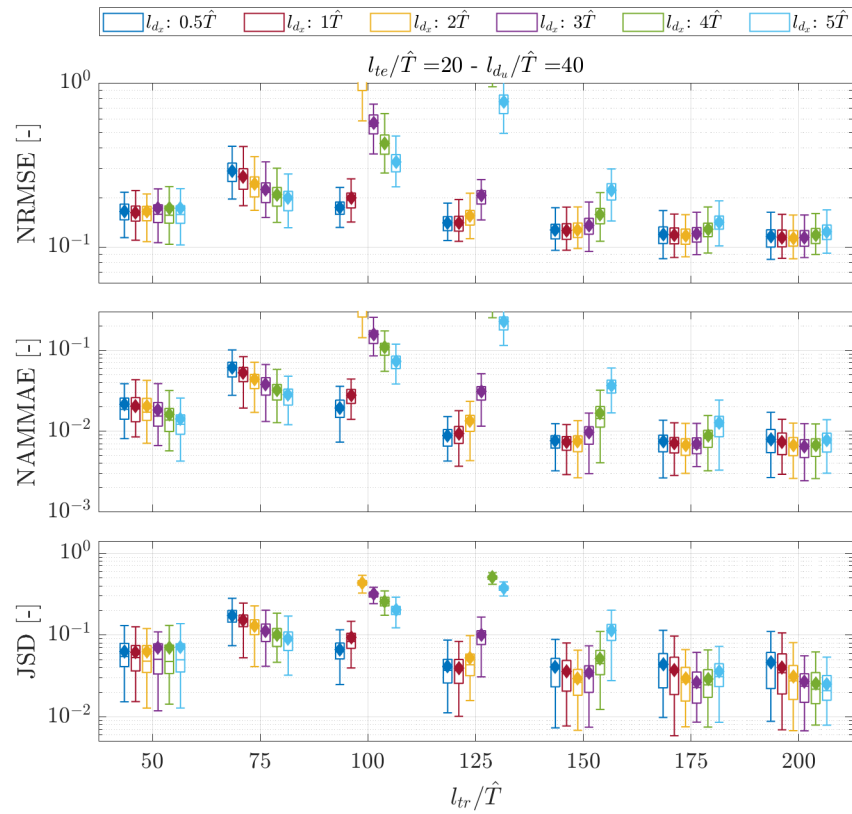 l_{d_x}: 0.5T̂ l_{d_x}: 1T̂ l_{d_x}: 2T̂ l_{d_x}: 3T̂ l_{d_x}: 4T̂ l_{d_x}: 5T̂
l_{te}/T̂ =20 - l_{d_u}/T̂ =40
NRMSE [-]
10^0
10^{-1}
NAMMAE [-]
10^{-1}
10^{-2}
10^{-3}
JSD [-]
10^0
10^{-1}
10^{-2}
50 75 100 125 150 175 200
l_{tr}/T̂